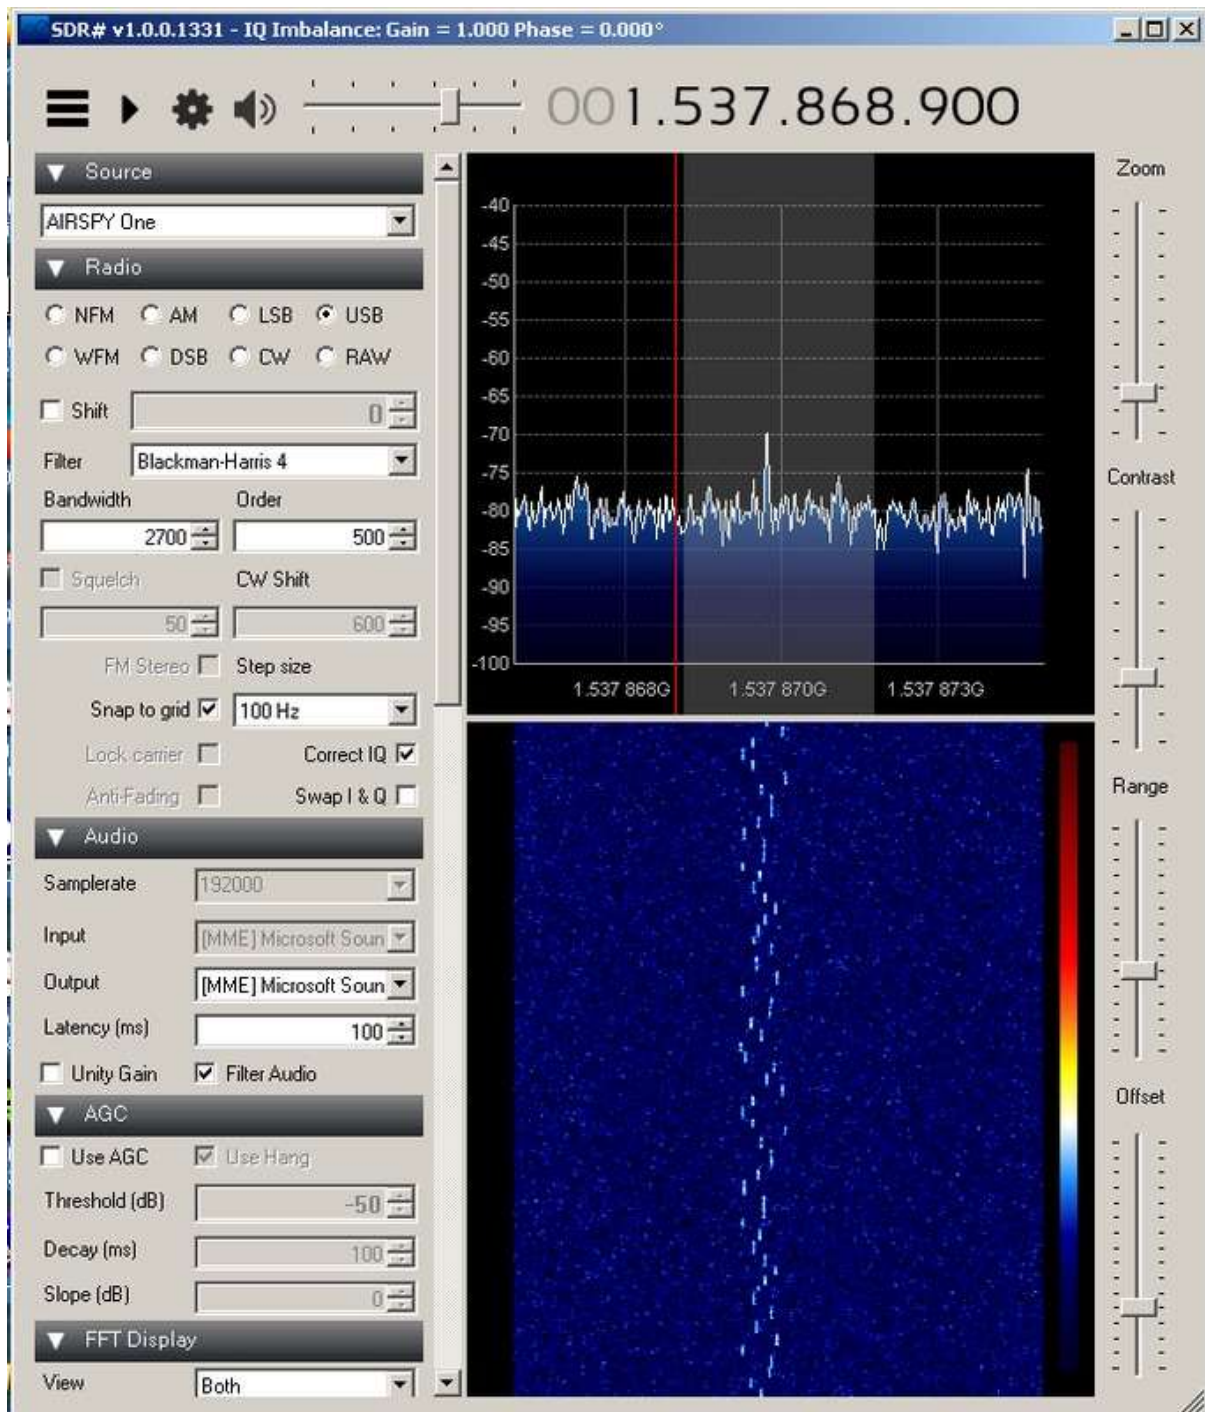 SDR# v1.0.0.1331 - IQ Imbalance: Gain = 1.000 Phase = 0.000°
001.537.868.900
Source
AIRSPY One
Radio
NFM AM LSB USB
WFM DSB CW RAW
Shift 0
Filter Blackman-Harris 4
Bandwidth Order
2700 500
Squelch CW Shift
50 600
FM Stereo Step size
Snap to grid 100 Hz
Lock carrier Correct IQ
Anti-Fading Swap I & Q
Audio
Samplerate 192000
Input [MME] Microsoft Soun
Output [MME] Microsoft Soun
Latency (ms) 100
Unity Gain Filter Audio
AGC
Use AGC Use Hang
Threshold (dB) -50
Decay (ms) 100
Slope (dB) 0
FFT Display
View Both
-40
-45
-50
-55
-60
-65
-70
-75
-80
-85
-90
-95
-100
1.537 868G 1.537 870G 1.537 873G
Zoom
Contrast
Range
Offset